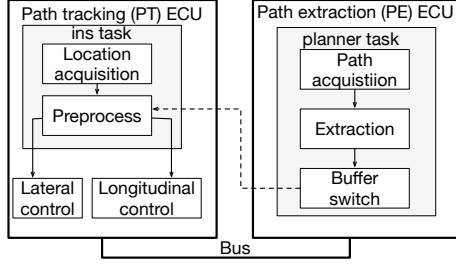 Path tracking (PT) ECU
ins task
Location
acquisition
Preprocess
Lateral
control
Longitudinal
control
Path extraction (PE) ECU
planner task
Path
acquistiion
Extraction
Buffer
switch
Bus